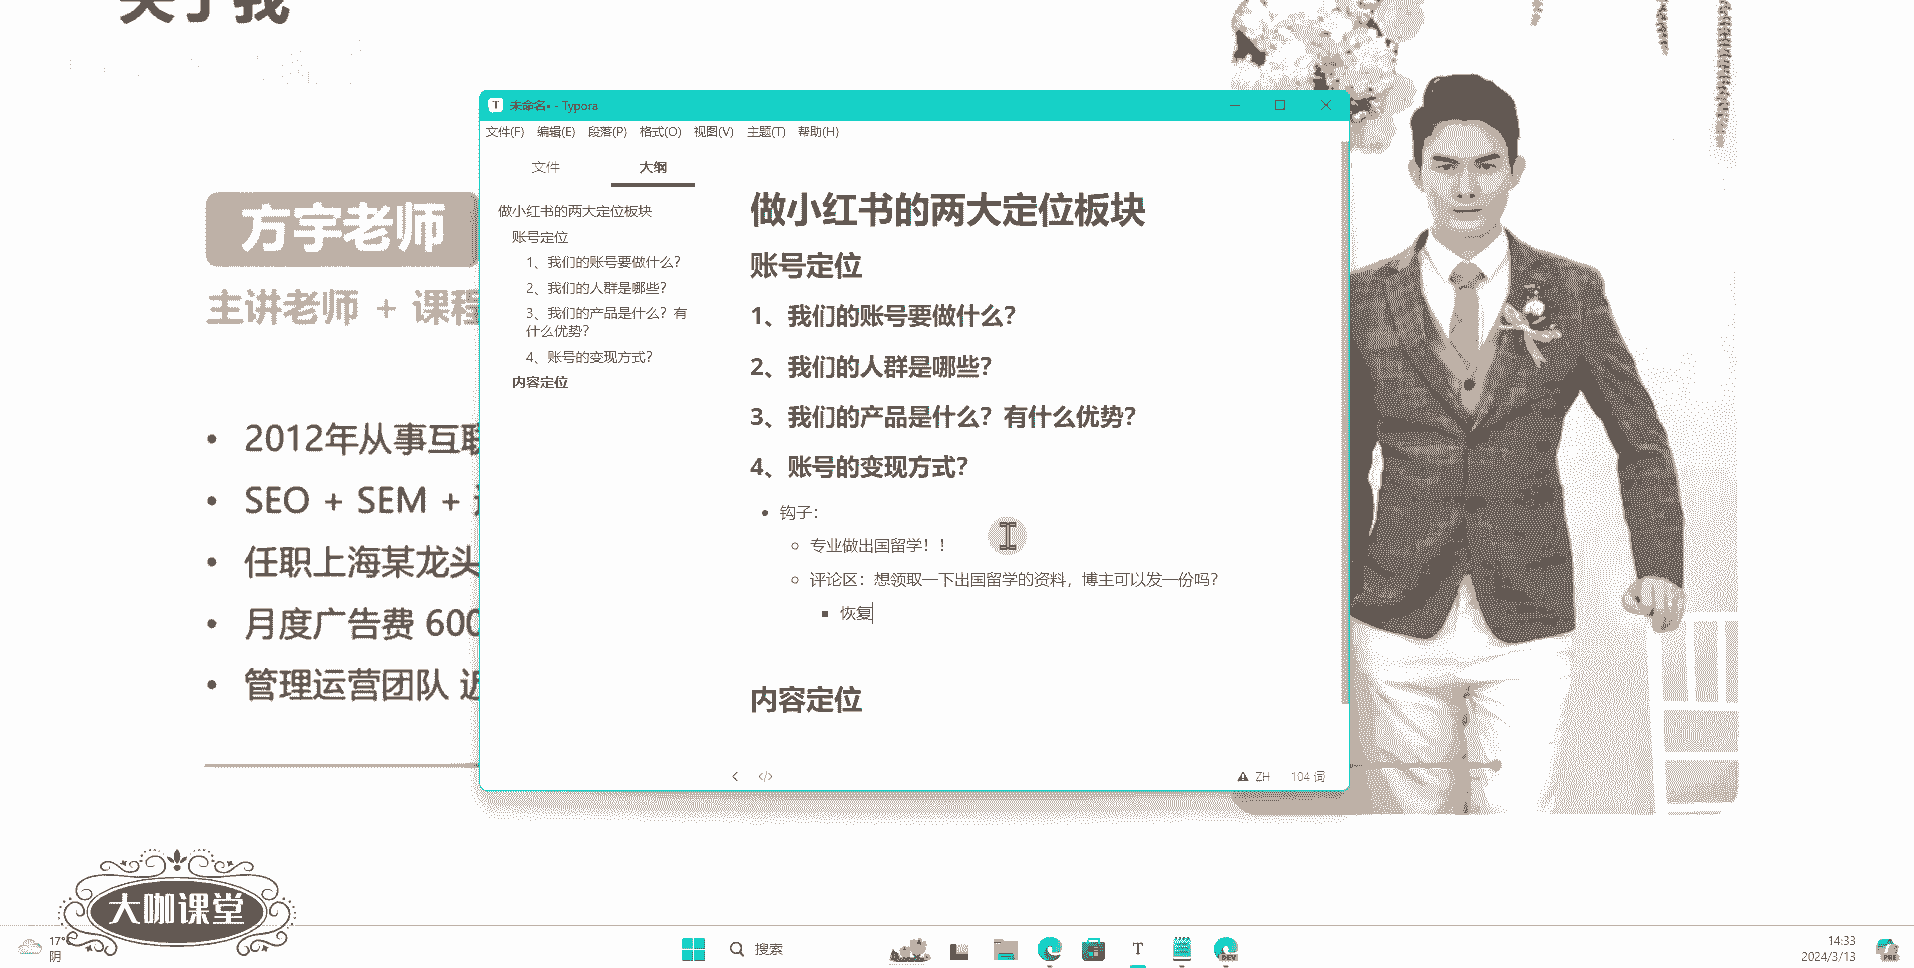 关于我
方宇老师
主讲老师 + 课程
• 2012年从事互联
• SEO + SEM +
• 任职上海某龙头
• 月度广告费 600
• 管理运营团队 近
T 未命名• - Typora
文件(F) 编辑(E) 段落(P) 格式(O) 视图(V) 主题(T) 帮助(H)
文件 大纲
做小红书的两大定位板块
账号定位
1、我们的账号要做什么？
2、我们的人群是哪些？
3、我们的产品是什么？有
什么优势？
4、账号的变现方式？
内容定位
做小红书的两大定位板块
账号定位
1、我们的账号要做什么？
2、我们的人群是哪些？
3、我们的产品是什么？有什么优势？
4、账号的变现方式？
• 钩子：
专业做出国留学！！
评论区：想领取一下出国留学的资料，博主可以发一份吗？
恢复
内容定位
ZH 104 词
大咖课堂
17°
阴
搜索
T
DEV
14:33
2024/3/13
PRE